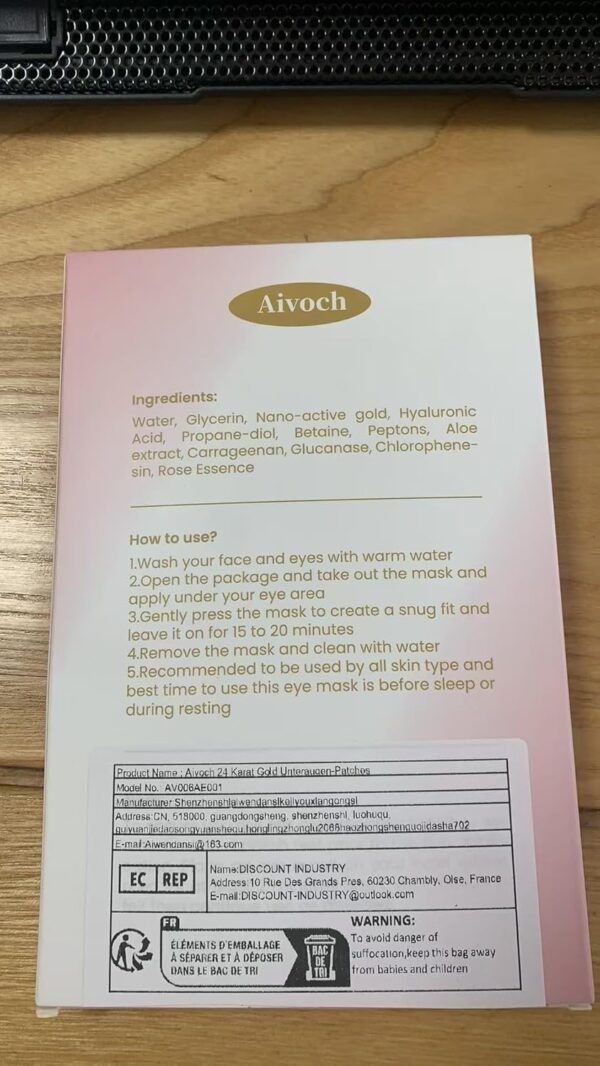 Aivoch
Ingredients:
Water, Glycerin, Nano-active gold, Hyaluronic
Acid, Propane-diol, Betaine, Peptons, Aloe
extract, Carrageenan, Glucanase, Chlorophene-
sin, Rose Essence
How to use?
1.Wash your face and eyes with warm water
2.Open the package and take out the mask and
apply under your eye area
3.Gently press the mask to create a snug fit and
leave it on for 15 to 20 minutes
4.Remove the mask and clean with water
5.Recommended to be used by all skin type and
best time to use this eye mask is before sleep or
during resting
Product Name : Aivoch 24 Karat Gold Unteraugen-Patches
Model No.: AV006AE001
Manufacturer:
Address:CN, 518000, guangdongsheng, shenzhenshi, luohuqu,
E-mail:Aiwendansi@163.com
EC REP
Name:DISCOUNT INDUSTRY
Address:10 Rue Des Grands Pres, 60230 Chambly, Oise, France
E-mail:DISCOUNT-INDUSTRY@outlook.com
FR
ÉLÉMENTS D'EMBALLAGE
À SÉPARER ET À DÉPOSER
DANS LE BAC DE TRI
BAC
DE
TRI
WARNING:
To avoid danger of
suffocation,keep this bag away
from babies and children